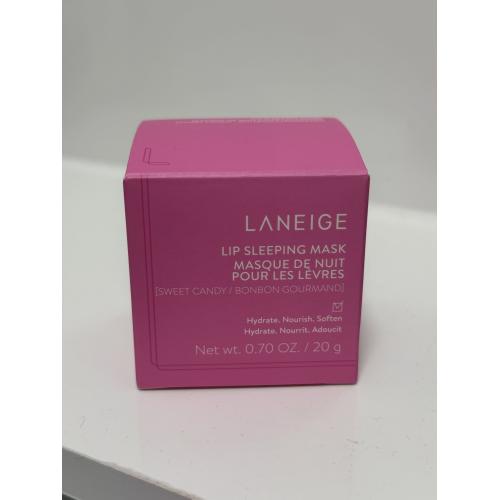 LANEIGE
LIP SLEEPING MASK
MASQUE DE NUIT
POUR LES LÈVRES
[SWEET CANDY / BONBON GOURMAND]
Hydrate. Nourish. Soften
Hydrate. Nourrit. Adoucit
Net wt. 0.70 OZ. / 20 g